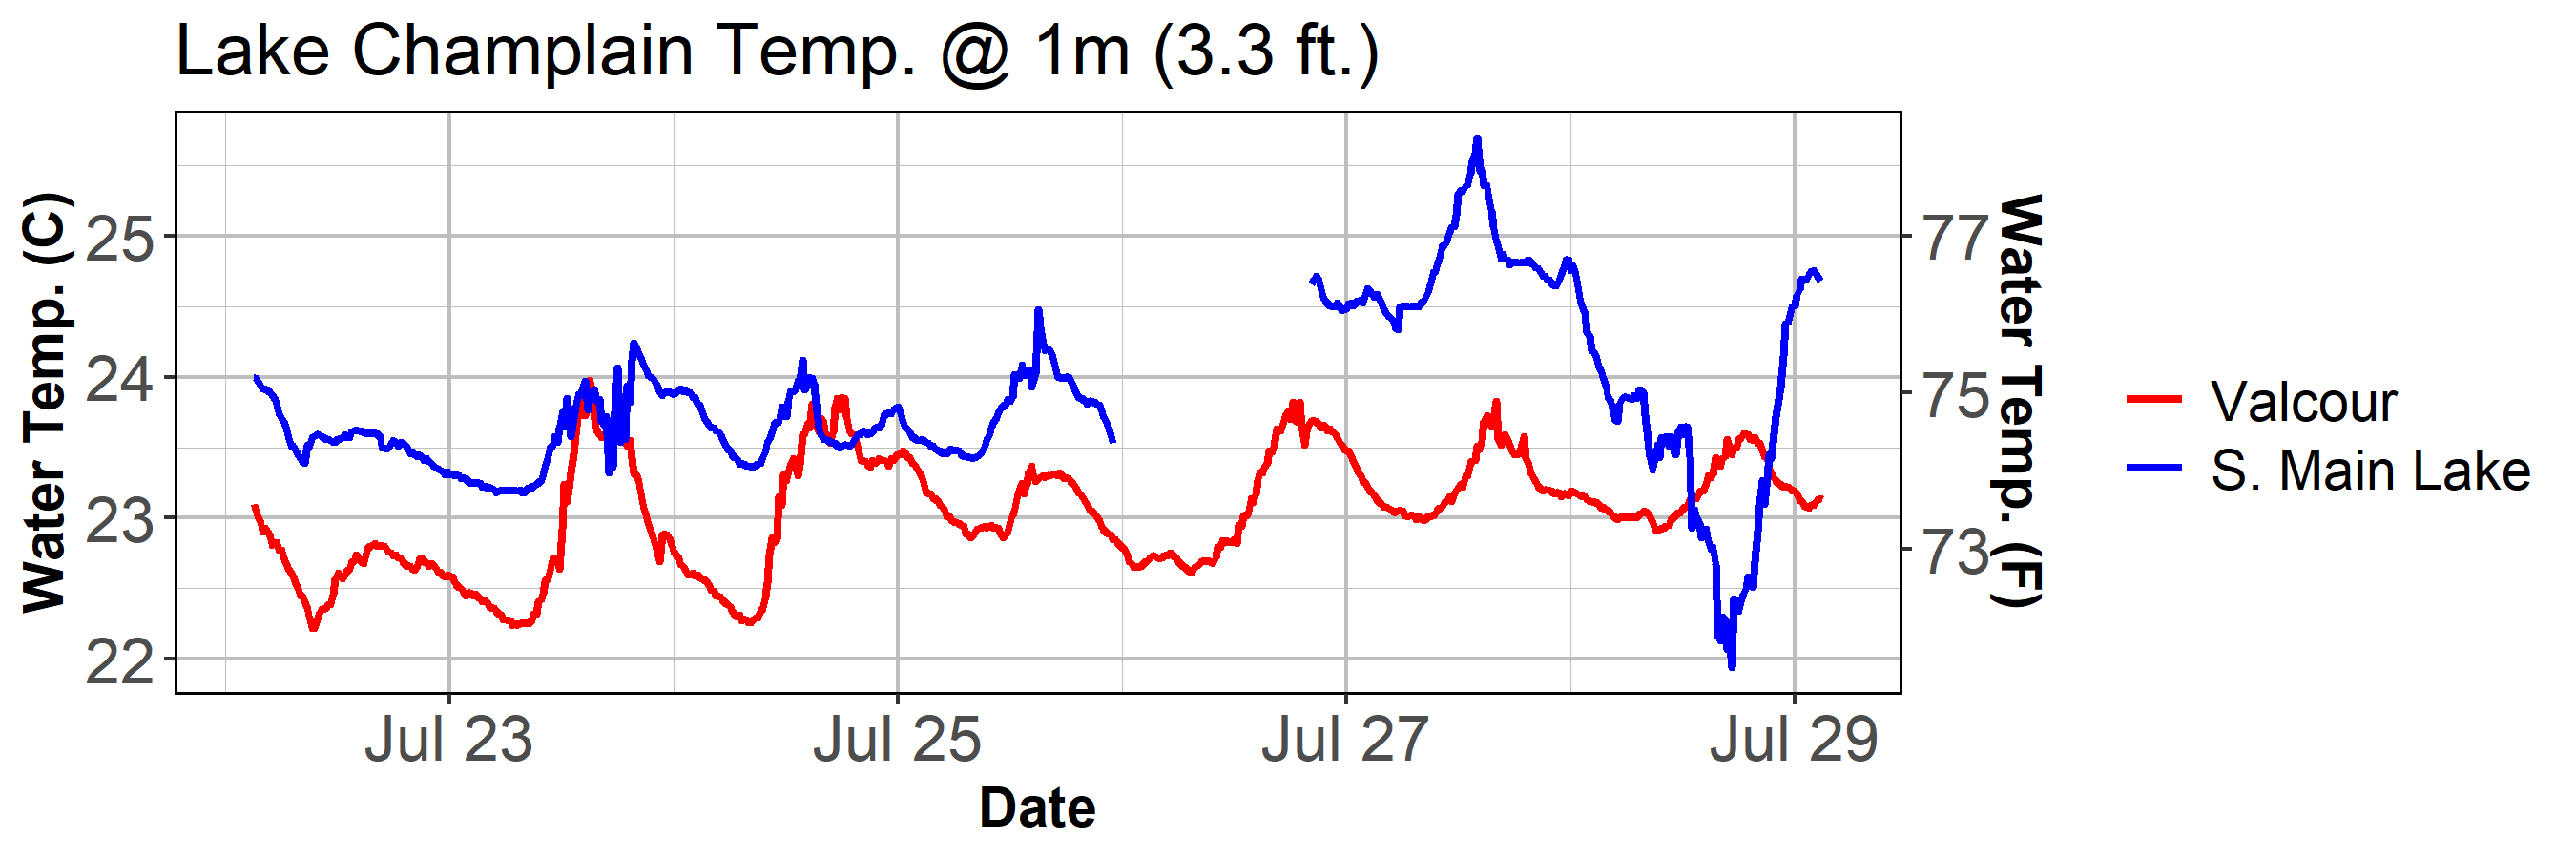 Lake Champlain Temp. @ 1m (3.3 ft.)
Water Temp. (C)
25
24
23
22
77
75
73
Water Temp. (F)
Valcour
S. Main Lake
Jul 23
Jul 25
Jul 27
Jul 29
Date